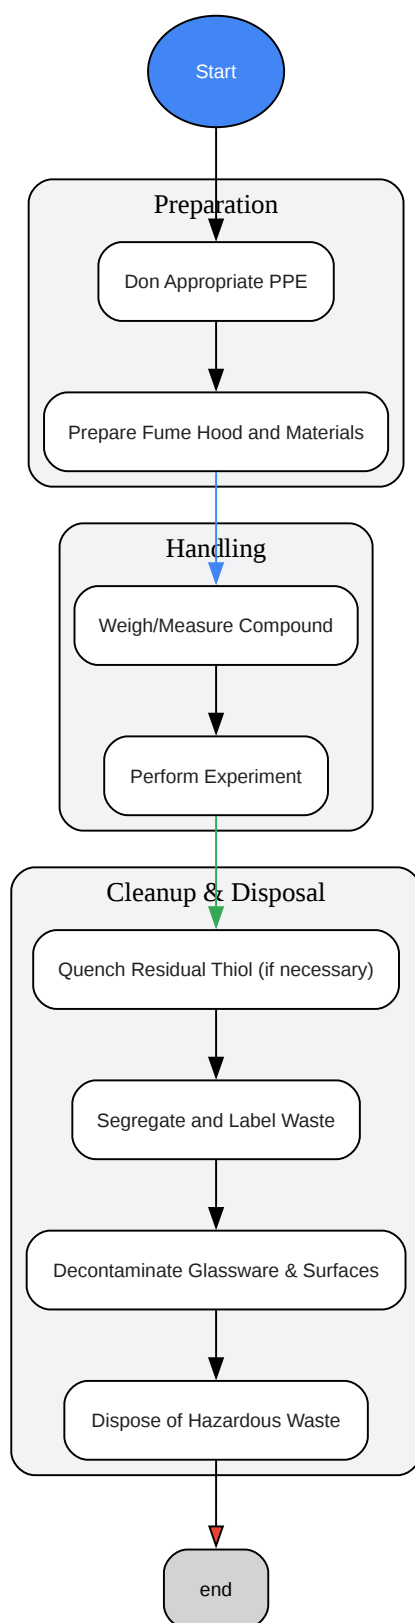 Start
Preparation
Don Appropriate PPE
Prepare Fume Hood and Materials
Handling
Weigh/Measure Compound
Perform Experiment
Cleanup & Disposal
Quench Residual Thiol (if necessary)
Segregate and Label Waste
Decontaminate Glassware & Surfaces
Dispose of Hazardous Waste
end